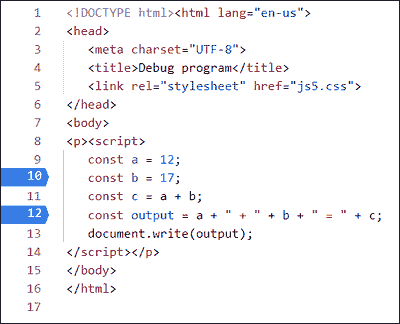 1 <!DOCTYPE html><html lang="en-us">
2 <head>
3 <meta charset="UTF-8">
4 <title>Debug program</title>
5 <link rel="stylesheet" href="js5.css">
6 </head>
7 <body>
8 <p><script>
9 const a = 12;
10 const b = 17;
11 const c = a + b;
12 const output = a + " + " + b + " = " + c;
13 document.write(output);
14 </script></p>
15 </body>
16 </html>
17